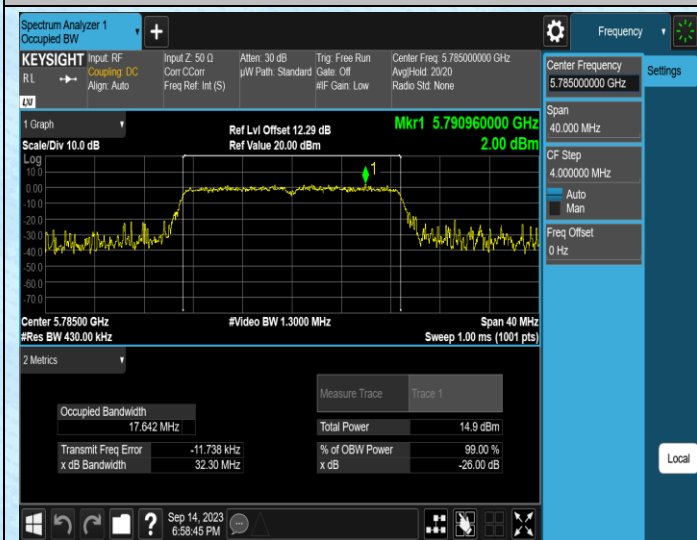 Spectrum Analyzer 1
Occupied BW
Frequency
KEYSIGHT
RL
LXI
Input: RF
Coupling: DC
Align: Auto
Input Z: 50 Ω
Corr CCorr
Freq Ref: Int (S)
Atten: 30 dB
µW Path: Standard
Trig: Free Run
Gate: Off
#IF Gain: Low
Center Freq: 5.785000000 GHz
Avg|Hold: 20/20
Radio Std: None
Center Frequency
5.785000000 GHz
Settings
Span
40.000 MHz
CF Step
4.000000 MHz
Auto
Man
Freq Offset
0 Hz
1 Graph
Scale/Div 10.0 dB
Ref Lvl Offset 12.29 dB
Ref Value 20.00 dBm
Mkr1 5.790960000 GHz
2.00 dBm
Log
10.0
0.00
-10.0
-20.0
-30.0
-40.0
-50.0
-60.0
-70.0
1
Center 5.78500 GHz
#Res BW 430.00 kHz
#Video BW 1.3000 MHz
Span 40 MHz
Sweep 1.00 ms (1001 pts)
2 Metrics
Measure Trace
Trace 1
Occupied Bandwidth
17.642 MHz
Total Power
14.9 dBm
Transmit Freq Error
-11.738 kHz
% of OBW Power
99.00 %
x dB Bandwidth
32.30 MHz
x dB
-26.00 dB
Local
?
Sep 14, 2023
6:58:45 PM